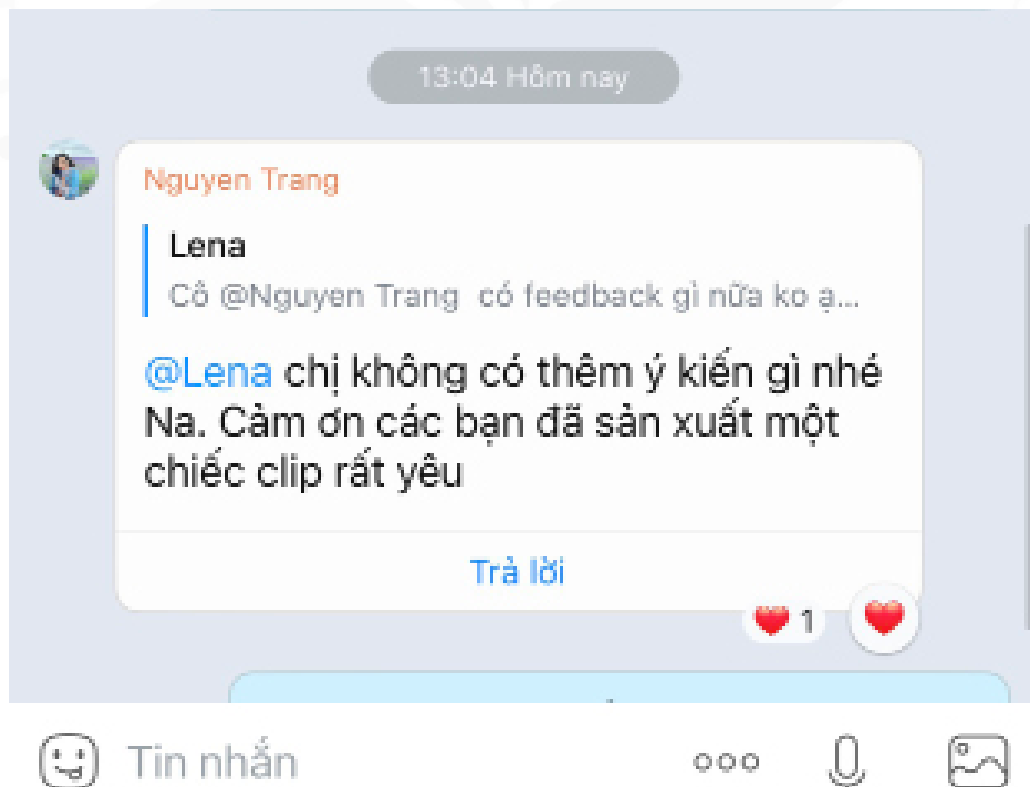 13:04 Hôm nay
Nguyen Trang
Lena
Cô @Nguyen Trang có feedback gì nữa ko ạ...
@Lena chị không có thêm ý kiến gì nhé
Na. Cảm ơn các bạn đã sản xuất một
chiếc clip rất yêu
Trả lời
1
Tin nhắn